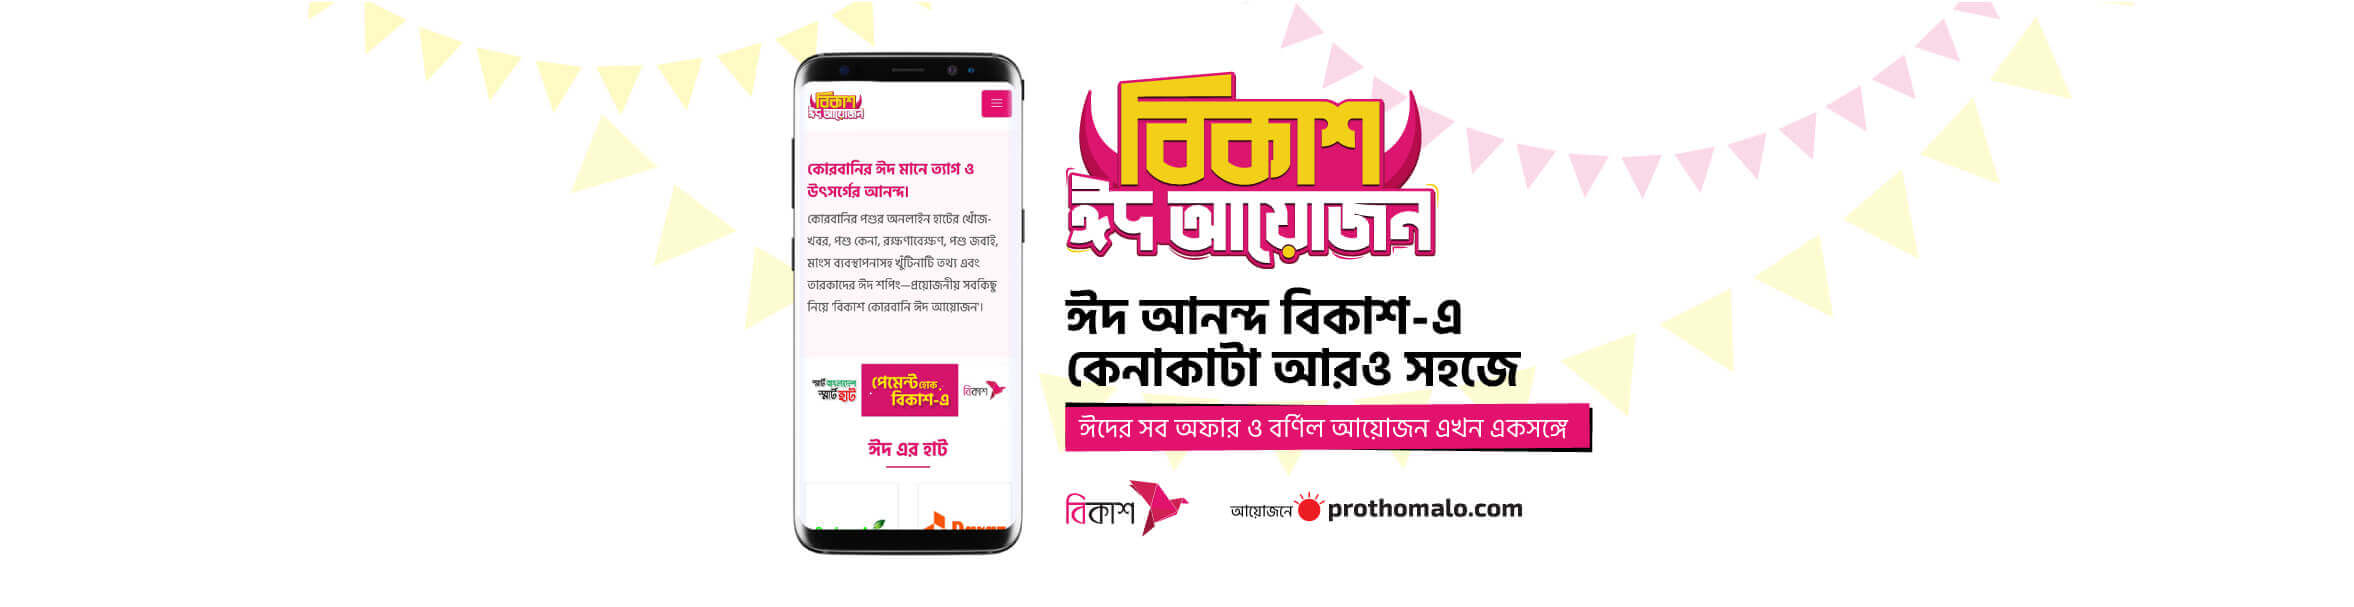 বিকাশ
ঈদ আয়োজন
কোরবানির ঈদ মানে ত্যাগ ও
উৎসর্গের আনন্দ।
কোরবানির পশুর অনলাইন হাটের খোঁজ-
খবর, পশু কেনা, রক্ষণাবেক্ষণ, পশু জবাই,
মাংস ব্যবস্থাপনাসহ খুঁটিনাটি তথ্য এবং
তারকাদের ঈদ শপিং—প্রয়োজনীয় সবকিছু
নিয়ে 'বিকাশ কোরবানি ঈদ আয়োজন'।
স্মার্ট বাংলাদেশ
স্মার্ট হাট
পেমেন্ট হোক
বিকাশ-এ
বিকাশ
ঈদ এর হাট
বিকাশ
ঈদ আয়োজন
ঈদ আনন্দ বিকাশ-এ
কেনাকাটা আরও সহজে
ঈদের সব অফার ও বর্ণিল আয়োজন এখন একসঙ্গে
বিকাশ
আয়োজনে prothomalo.com